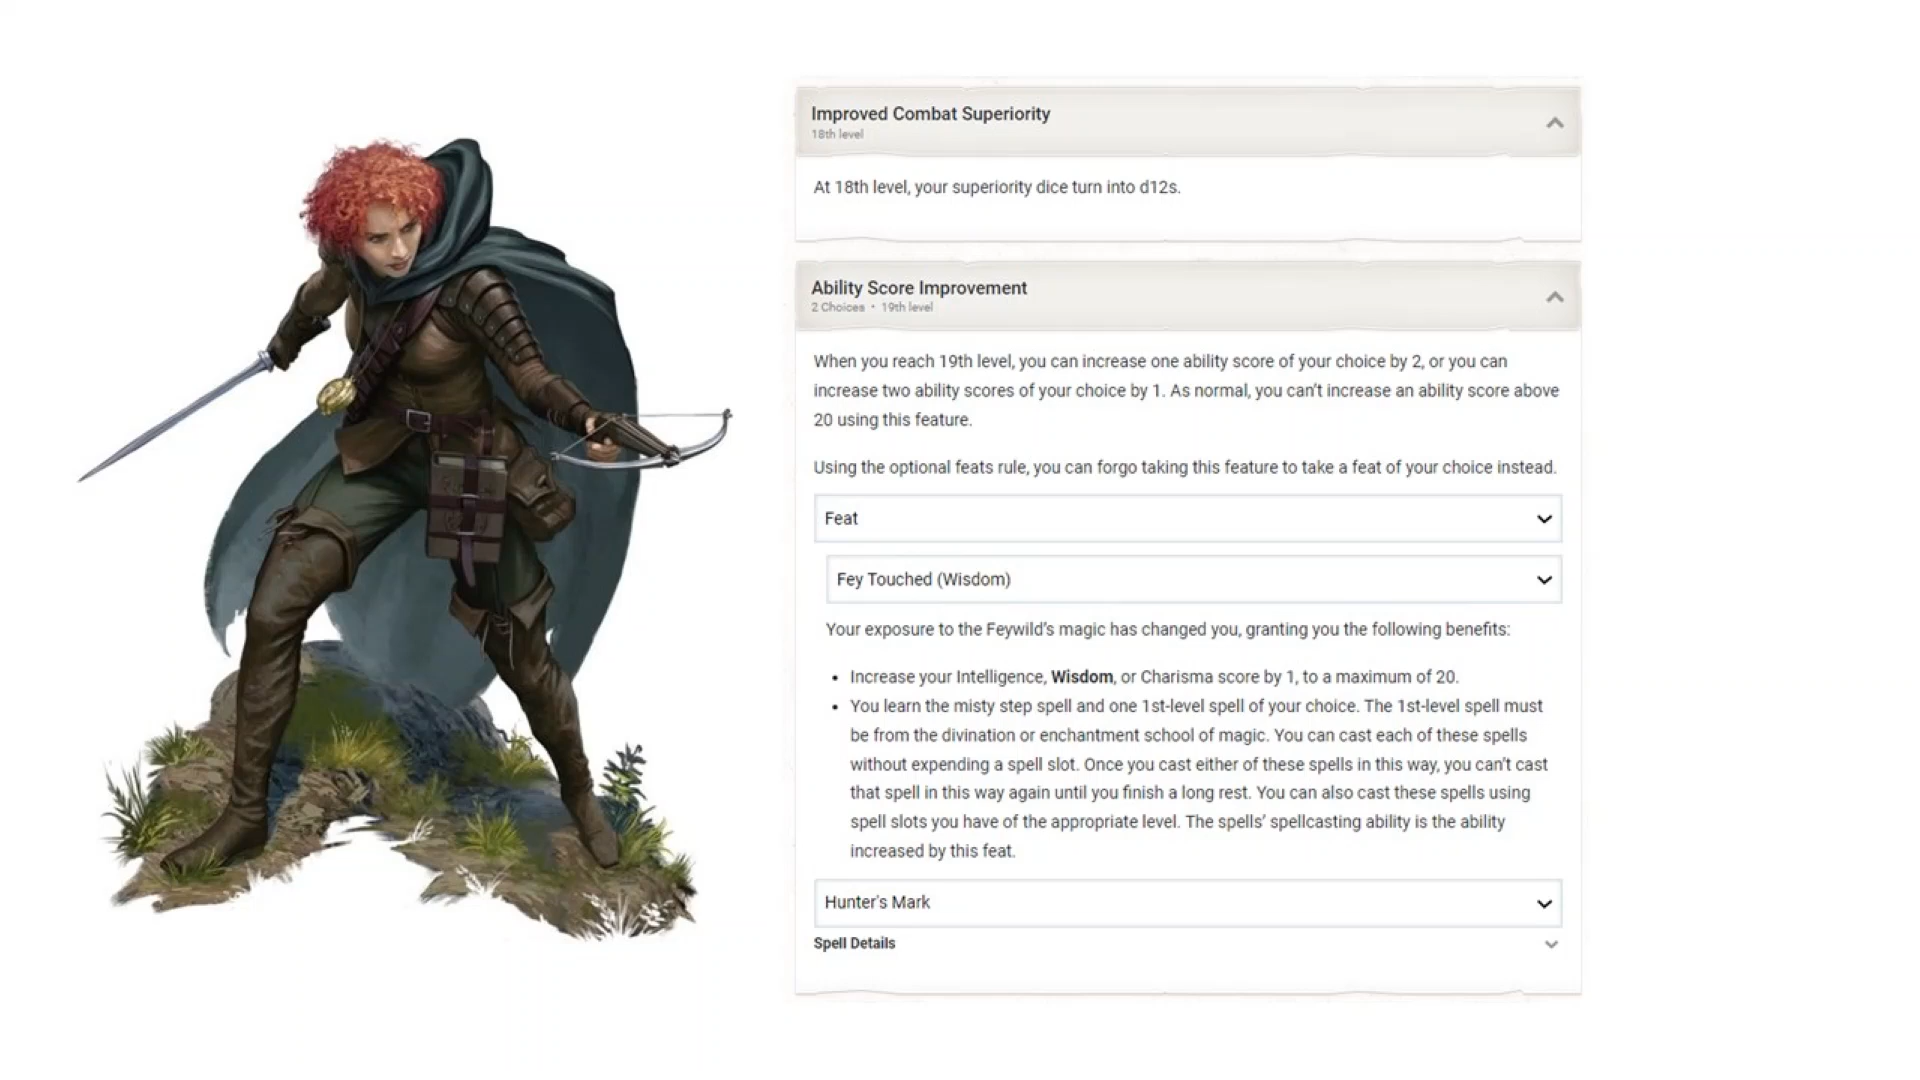 Improved Combat Superiority
18th level
At 18th level, your superiority dice turn into d12s.
Ability Score Improvement
2 Choices • 19th level
When you reach 19th level, you can increase one ability score of your choice by 2, or you can
increase two ability scores of your choice by 1. As normal, you can't increase an ability score above
20 using this feature.
Using the optional feats rule, you can forgo taking this feature to take a feat of your choice instead.
Feat
Fey Touched (Wisdom)
Your exposure to the Feywild's magic has changed you, granting you the following benefits:
• Increase your Intelligence, Wisdom, or Charisma score by 1, to a maximum of 20.
• You learn the misty step spell and one 1st-level spell of your choice. The 1st-level spell must
be from the divination or enchantment school of magic. You can cast each of these spells
without expending a spell slot. Once you cast either of these spells in this way, you can't cast
that spell in this way again until you finish a long rest. You can also cast these spells using
spell slots you have of the appropriate level. The spells' spellcasting ability is the ability
increased by this feat.
Hunter's Mark
Spell Details